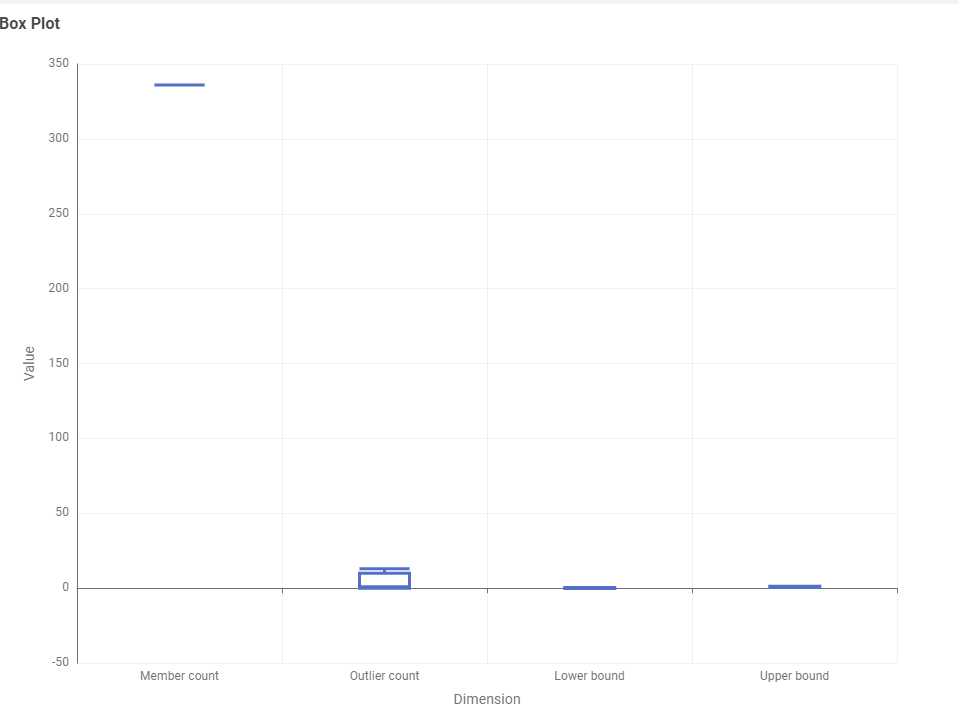 Box Plot
350
300
250
200
150
100
50
0
-50
Value
Member count
Outlier count
Lower bound
Upper bound
Dimension